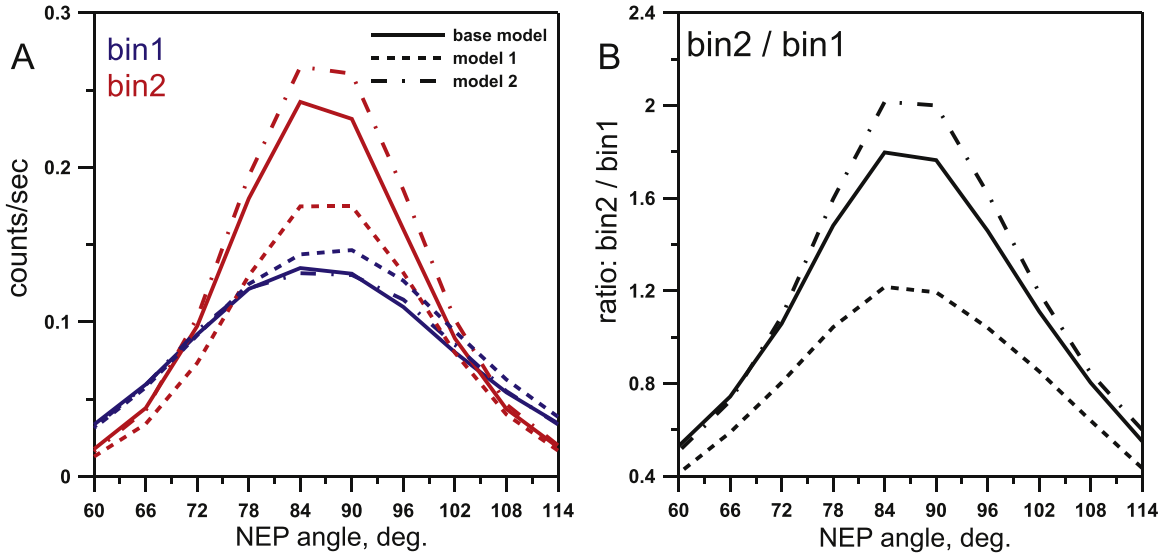 A
bin1
bin2
base model
model 1
model 2
counts/sec
0.3
0.2
0.1
0
60 66 72 78 84 90 96 102 108 114
NEP angle, deg.
B
bin2 / bin1
ratio: bin2 / bin1
2.4
2
1.6
1.2
0.8
0.4
60 66 72 78 84 90 96 102 108 114
NEP angle, deg.